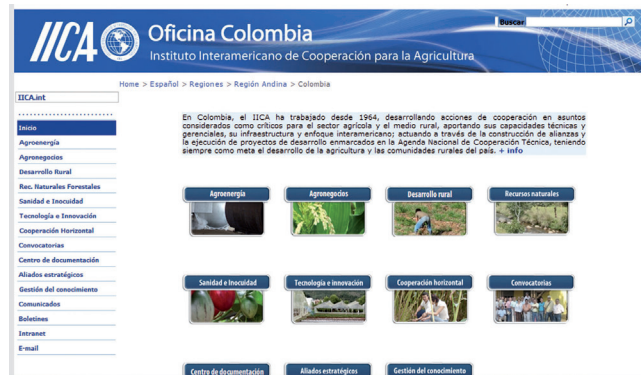 IICA
Oficina Colombia
Instituto Interamericano de Cooperación para la Agricultura
Buscar
Home > Español > Regiones > Región Andina > Colombia
IICA.int
Inicio
Agroenergía
Agronegocios
Desarrollo Rural
Rec. Naturales Forestales
Sanidad e Inocuidad
Tecnología e Innovación
Cooperación Horizontal
Convocatorias
Centro de documentación
Aliados estratégicos
Gestión del conocimiento
Comunicados
Boletines
Intranet
E-mail
En Colombia, el IICA ha trabajado desde 1964, desarrollando acciones de cooperación en asuntos
considerados como críticos para el sector agrícola y el medio rural, aportando sus capacidades técnicas y
gerenciales, su infraestructura y enfoque interamericano; actuando a través de la construcción de alianzas y
la ejecución de proyectos de desarrollo enmarcados en la Agenda Nacional de Cooperación Técnica, teniendo
siempre como meta el desarrollo de la agricultura y las comunidades rurales del país. + info
Agroenergía
Agronegocios
Desarrollo rural
Recursos naturales
Sanidad e Inocuidad
Tecnología e innovación
Cooperación horizontal
Convocatorias
Centro de documentación
Aliados estratégicos
Gestión del conocimiento